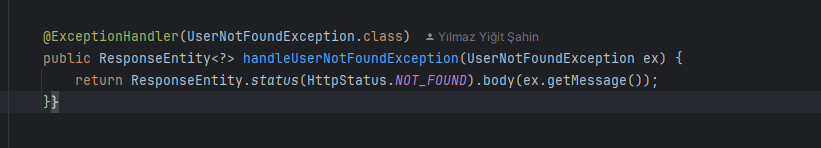 @ExceptionHandler(UserNotFoundException.class) Yılmaz Yiğit Şahin
public ResponseEntity<?> handleUserNotFoundException(UserNotFoundException ex) {
return ResponseEntity.status(HttpStatus.NOT_FOUND).body(ex.getMessage());
}}